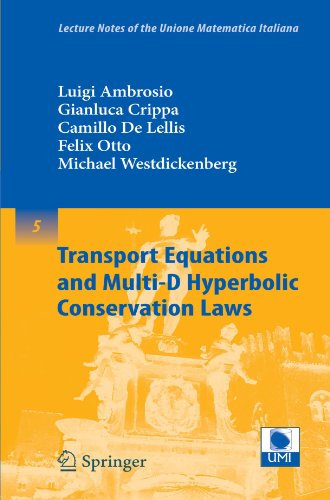 Lecture Notes of the Unione Matematica Italiana
Luigi Ambrosio
Gianluca Crippa
Camillo De Lellis
Felix Otto
Michael Westdickenberg
5
Transport Equations
and Multi-D Hyperbolic
Conservation Laws
Springer
UMI